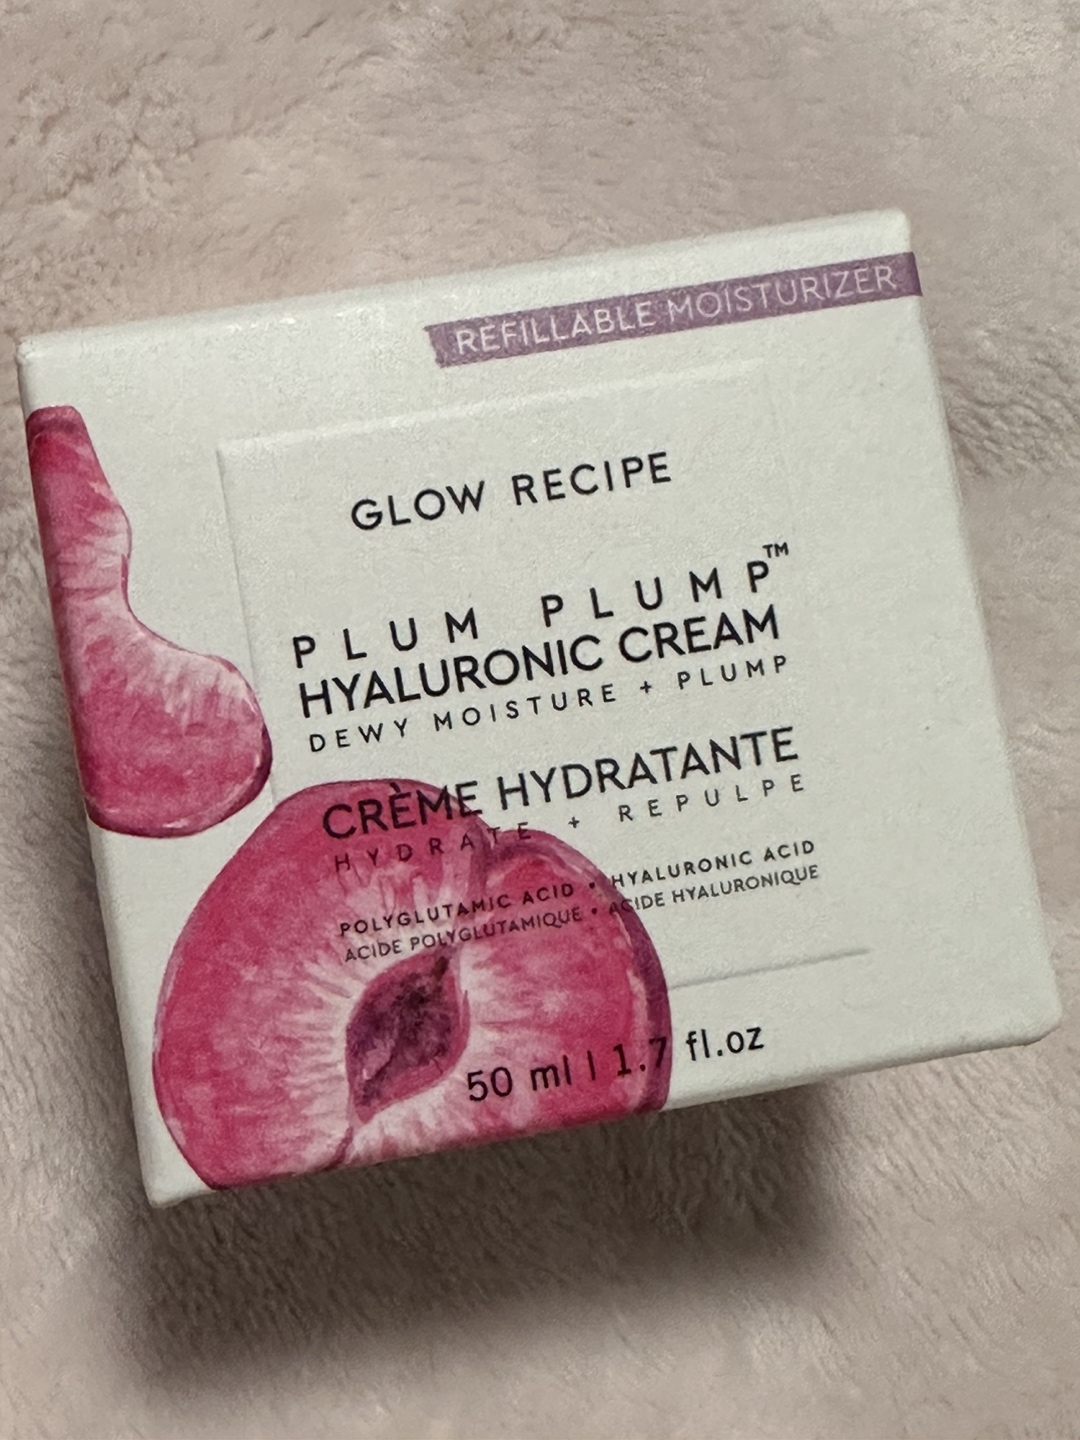 REFILLABLE MOISTURIZER
GLOW RECIPE
PLUM PLUMP™
HYALURONIC CREAM
DEWY MOISTURE + PLUMP
CRÈME HYDRATANTE
HYDRATE + REPULPE
POLYGLUTAMIC ACID • HYALURONIC ACID
ACIDE POLYGLUTAMIQUE • ACIDE HYALURONIQUE
50 ml | 1.7 fl.oz